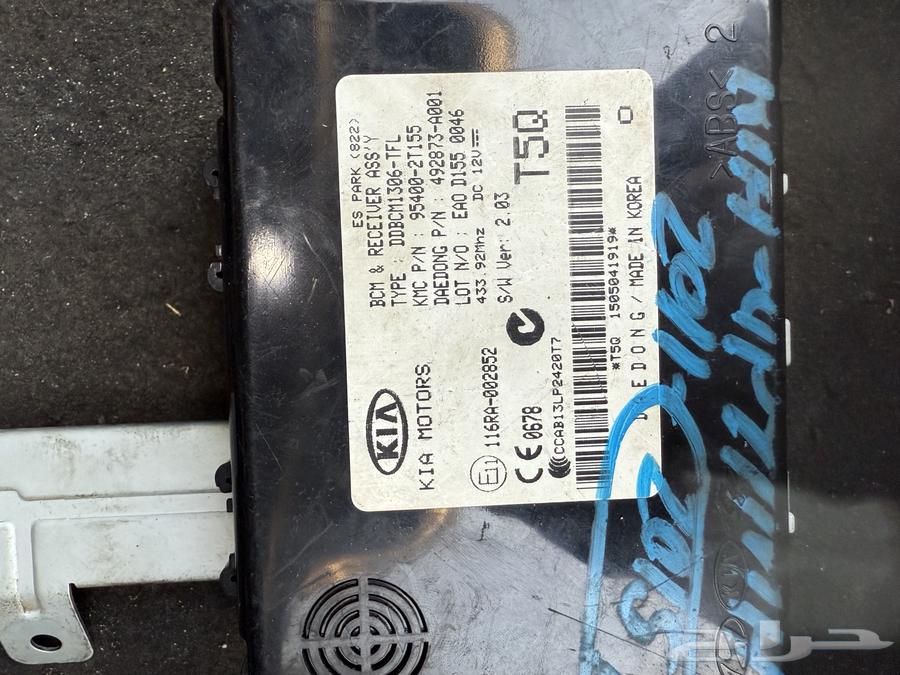 ES PARK (822)
BCM & RECEIVER ASS'Y
TYPE : DDBCM1306-TFL
KMC P/N : 95400-2T155
DAEDONG P/N : 492873-A001
LOT N/O : EAO D155 0046
433.92Mhz DC 12V
S/W Ver: 2.03
T5Q
KIA
KIA MOTORS
E11 116RA-002852
CE 0678
CCAB13LP2420T7
*T5Q 1505041919*
EDONG / MADE IN KOREA
>ABS< 2
حراج